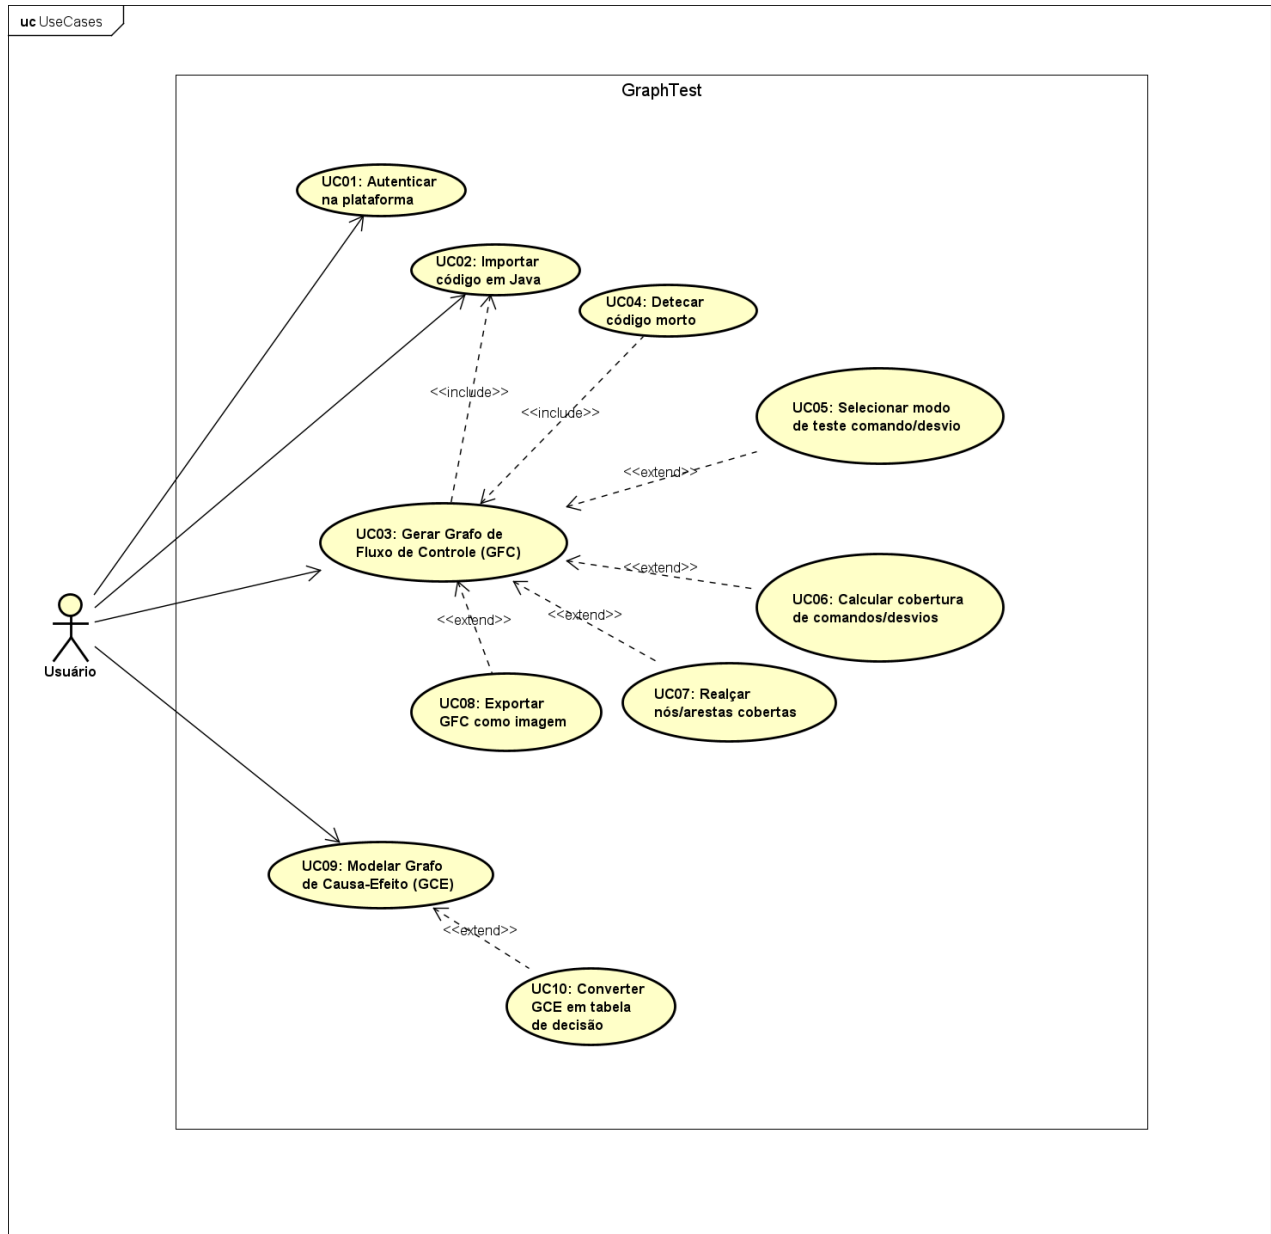 uc UseCases
GraphTest
UC01: Autenticar
na plataforma
UC02: Importar
código em Java
UC04: Detecar
código morto
<<include>>
<<include>>
UC05: Selecionar modo
de teste comando/desvio
<<extend>>
UC03: Gerar Grafo de
Fluxo de Controle (GFC)
<<extend>>
UC06: Calcular cobertura
de comandos/desvios
<<extend>>
<<extend>>
Usuário
UC08: Exportar
GFC como imagem
UC07: Realçar
nós/arestas cobertas
UC09: Modelar Grafo
de Causa-Efeito (GCE)
<<extend>>
UC10: Converter
GCE em tabela
de decisão